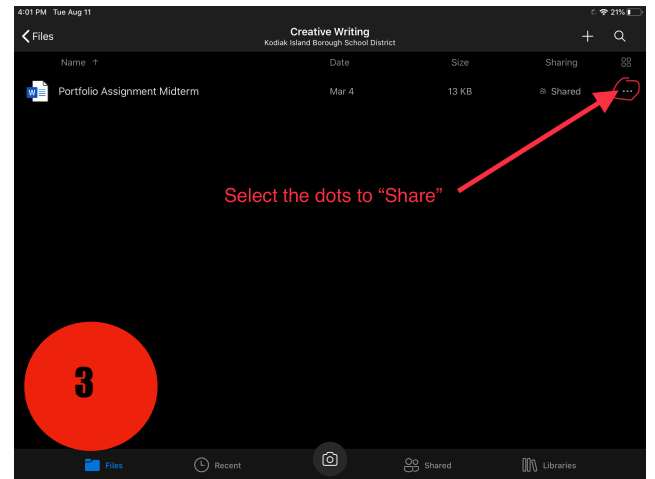 4:01 PM Tue Aug 11
21%
Files
Creative Writing
Kodiak Island Borough School District
Name ↑ Date Size Sharing
W Portfolio Assignment Midterm Mar 4 13 KB Shared ...
Select the dots to “Share”
3
Files Recent Shared Libraries